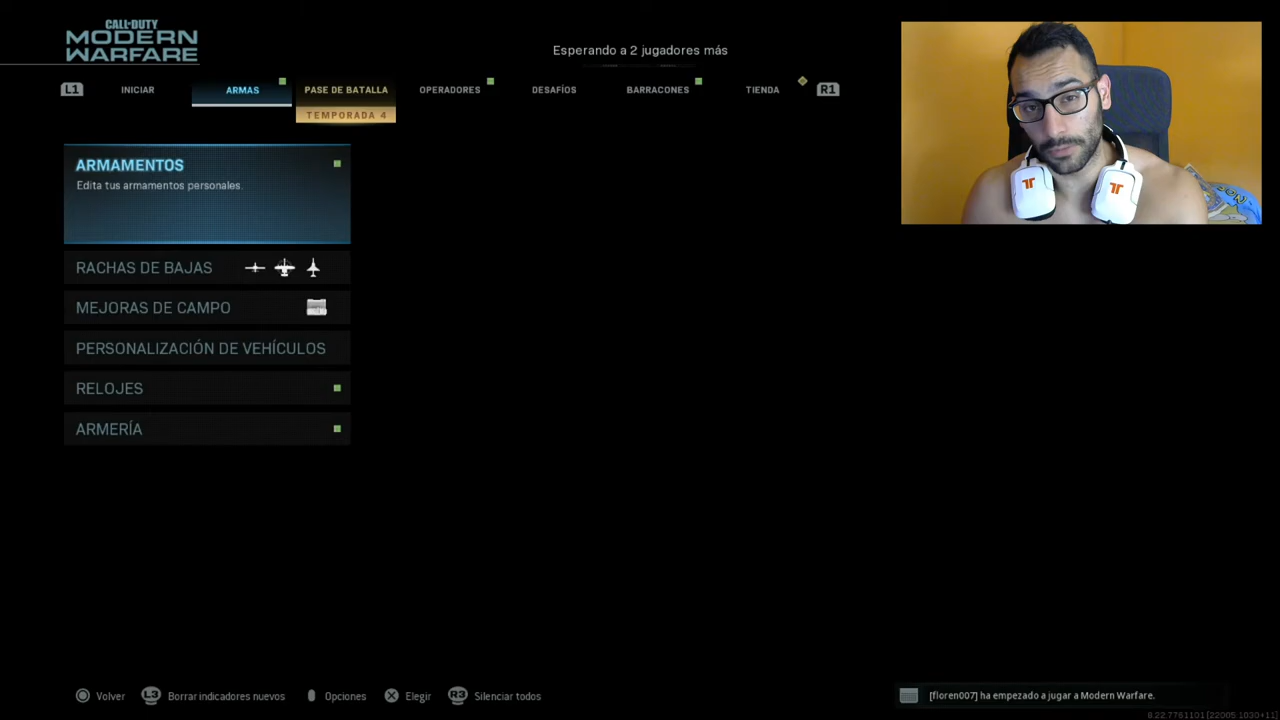 CALL OF DUTY
MODERN
WARFARE
Esperando a 2 jugadores más
L1
INICIAR
ARMAS
PASE DE BATALLA
TEMPORADA 4
OPERADORES
DESAFÍOS
BARRACONES
TIENDA
R1
ARMAMENTOS
Edita tus armamentos personales.
RACHAS DE BAJAS
MEJORAS DE CAMPO
PERSONALIZACIÓN DE VEHÍCULOS
RELOJES
ARMERÍA
Volver
L3 Borrar indicadores nuevos
Opciones
Elegir
R3 Silenciar todos
[floren007] ha empezado a jugar a Modern Warfare.